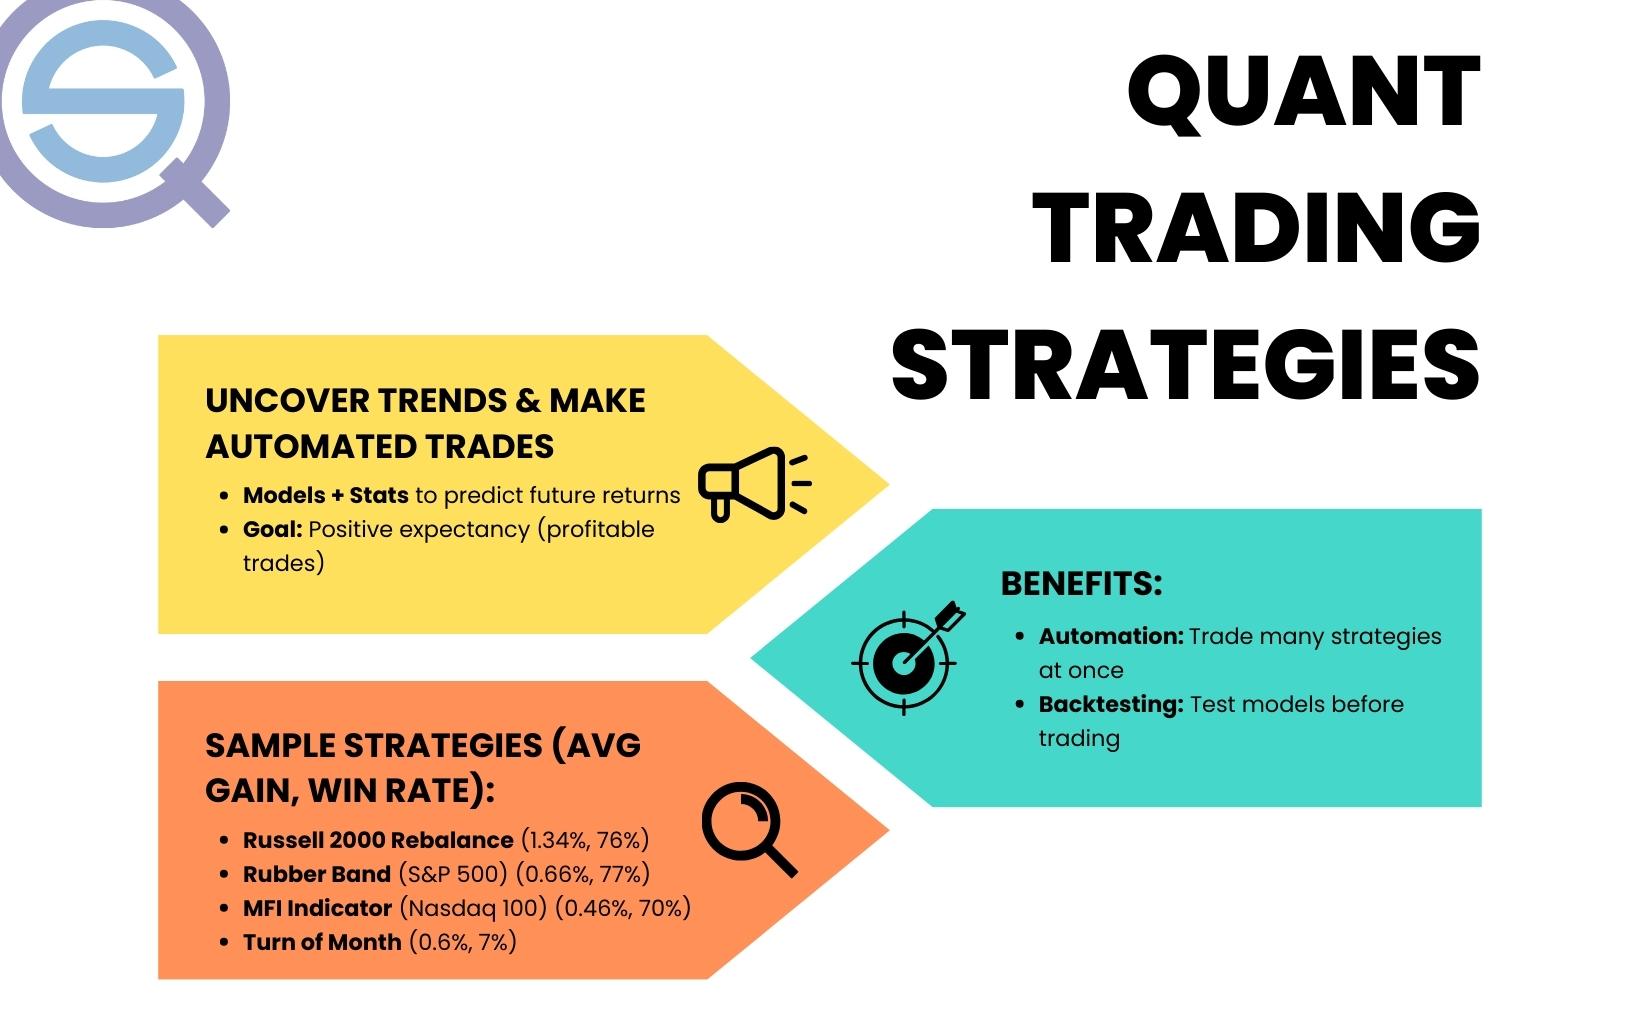 QUANT
TRADING
STRATEGIES
UNCOVER TRENDS & MAKE
AUTOMATED TRADES
• Models + Stats to predict future returns
• Goal: Positive expectancy (profitable
trades)
BENEFITS:
• Automation: Trade many strategies
at once
• Backtesting: Test models before
trading
SAMPLE STRATEGIES (AVG
GAIN, WIN RATE):
• Russell 2000 Rebalance (1.34%, 76%)
• Rubber Band (S&P 500) (0.66%, 77%)
• MFI Indicator (Nasdaq 100) (0.46%, 70%)
• Turn of Month (0.6%, 7%)